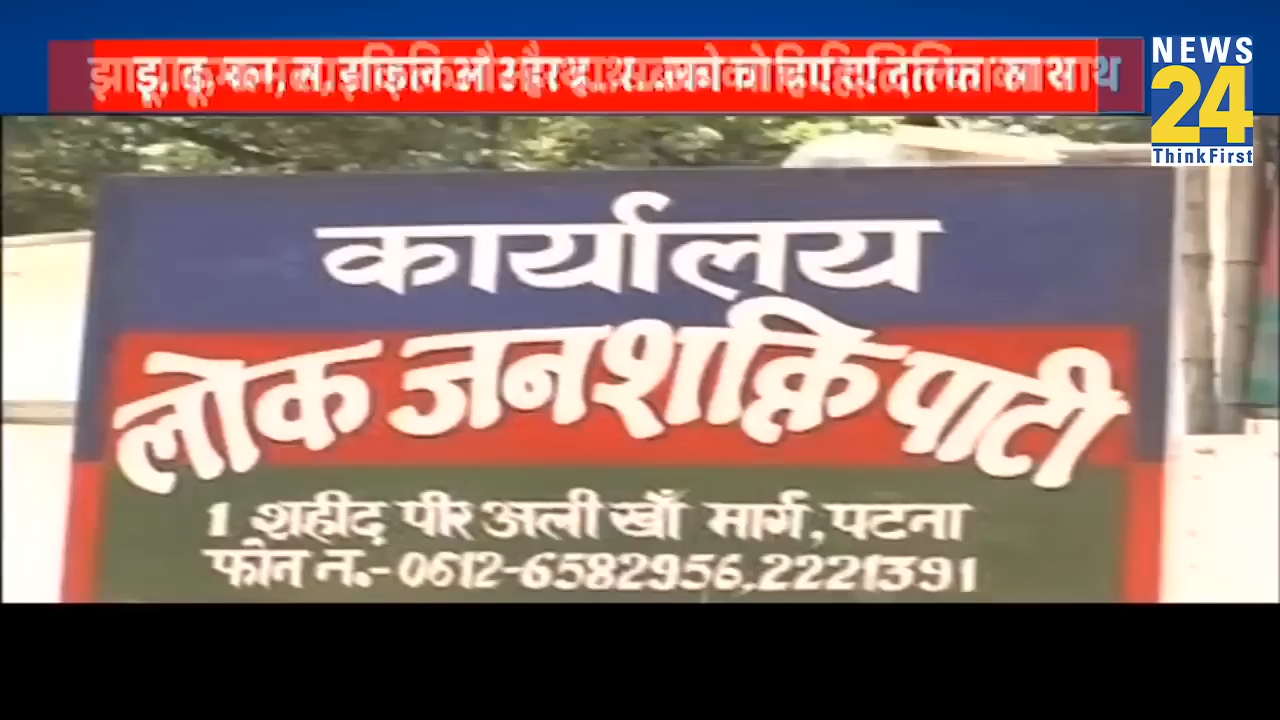 NEWS
24
ThinkFirst
कार्यालय
लोक जनशक्ति पार्टी
1 शहीद पीर अली खाँ मार्ग, पटना
फोन न.-0612-6582956,2221391